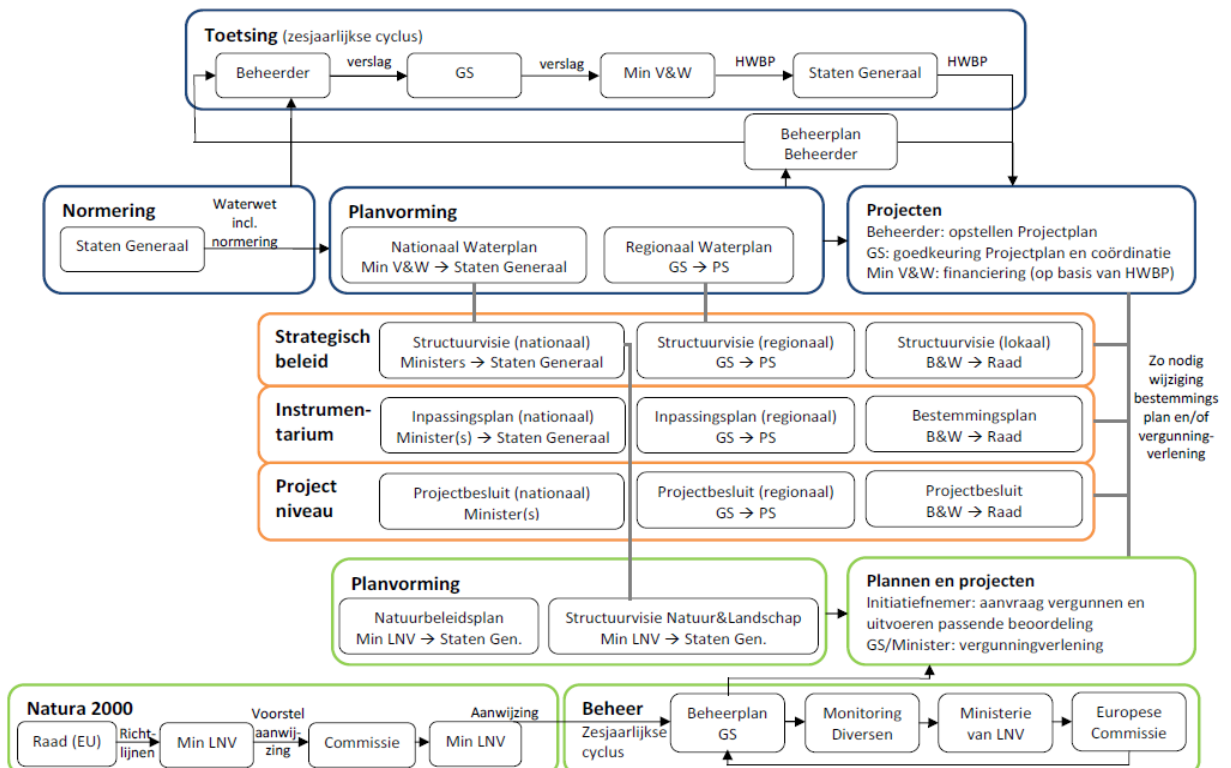 Toetsing (zesjaarlijkse cyclus)
Beheerder
verslag
GS
verslag
Min V&W
HWBP
Staten Generaal
HWBP
Beheerplan
Beheerder
Normering
Staten Generaal
Waterwet
incl.
normering
Planvorming
Nationaal Waterplan
Min V&W → Staten Generaal
Regionaal Waterplan
GS → PS
Projecten
Beheerder: opstellen Projectplan
GS: goedkeuring Projectplan en coördinatie
Min V&W: financiering (op basis van HWBP)
Strategisch
beleid
Structuurvisie (nationaal)
Ministers → Staten Generaal
Structuurvisie (regionaal)
GS → PS
Structuurvisie (lokaal)
B&W → Raad
Instrumen-
tarium
Inpassingsplan (nationaal)
Minister(s) → Staten Generaal
Inpassingsplan (regionaal)
GS → PS
Bestemmingsplan
B&W → Raad
Project
niveau
Projectbesluit (nationaal)
Minister(s)
Projectbesluit (regionaal)
GS → PS
Projectbesluit
B&W → Raad
Zo nodig
wijziging
bestemmings
plan en/of
vergunning-
verlening
Planvorming
Natuurbeleidsplan
Min LNV → Staten Gen.
Structuurvisie Natuur&Landschap
Min LNV → Staten Gen.
Plannen en projecten
Initiatiefnemer: aanvraag vergunnen en
uitvoeren passende beoordeling
GS/Minister: vergunningverlening
Natura 2000
Raad (EU)
Richt-
lijnen
Min LNV
Voorstel
aanwij-
zing
Commissie
Min LNV
Aanwijzing
Beheer
Zesjaarlijkse
cyclus
Beheerplan
GS
Monitoring
Diversen
Ministerie
van LNV
Europese
Commissie